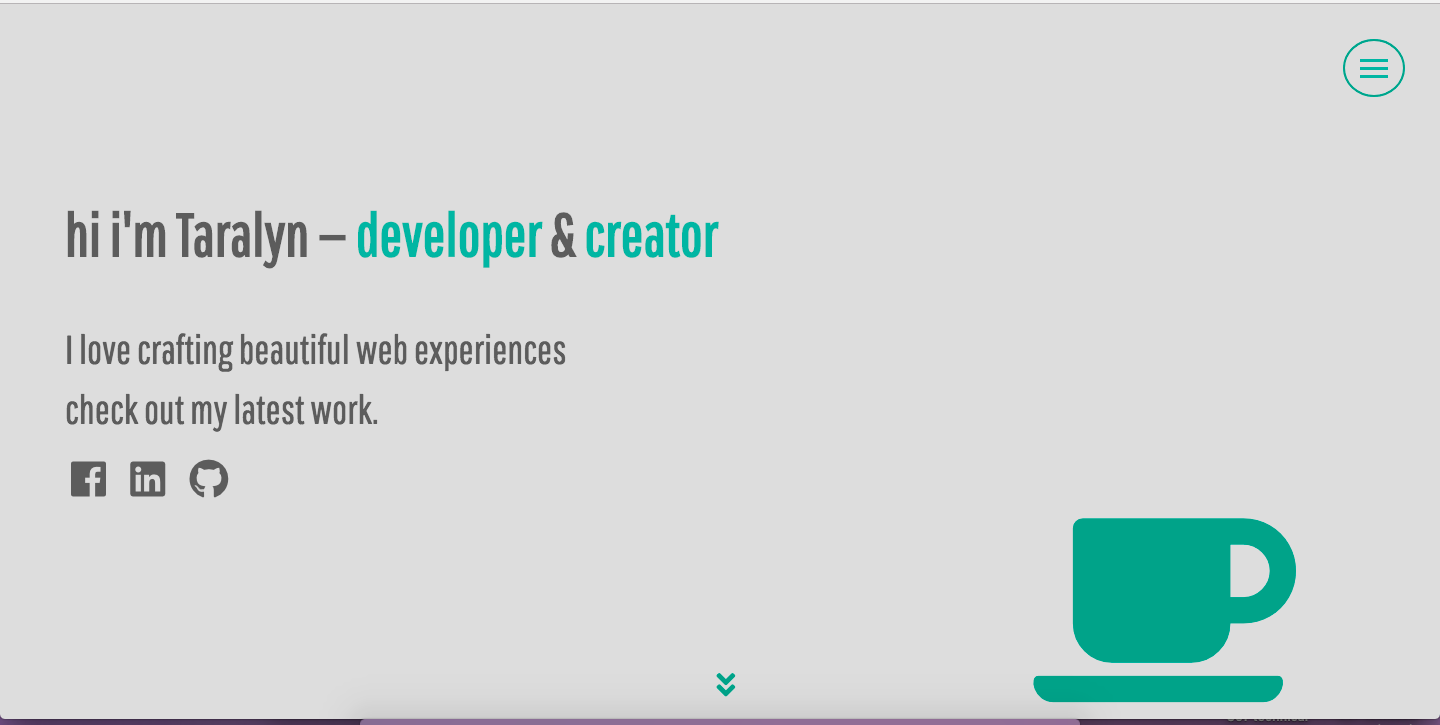 hi i'm Taralyn – developer & creator
I love crafting beautiful web experiences
check out my latest work.